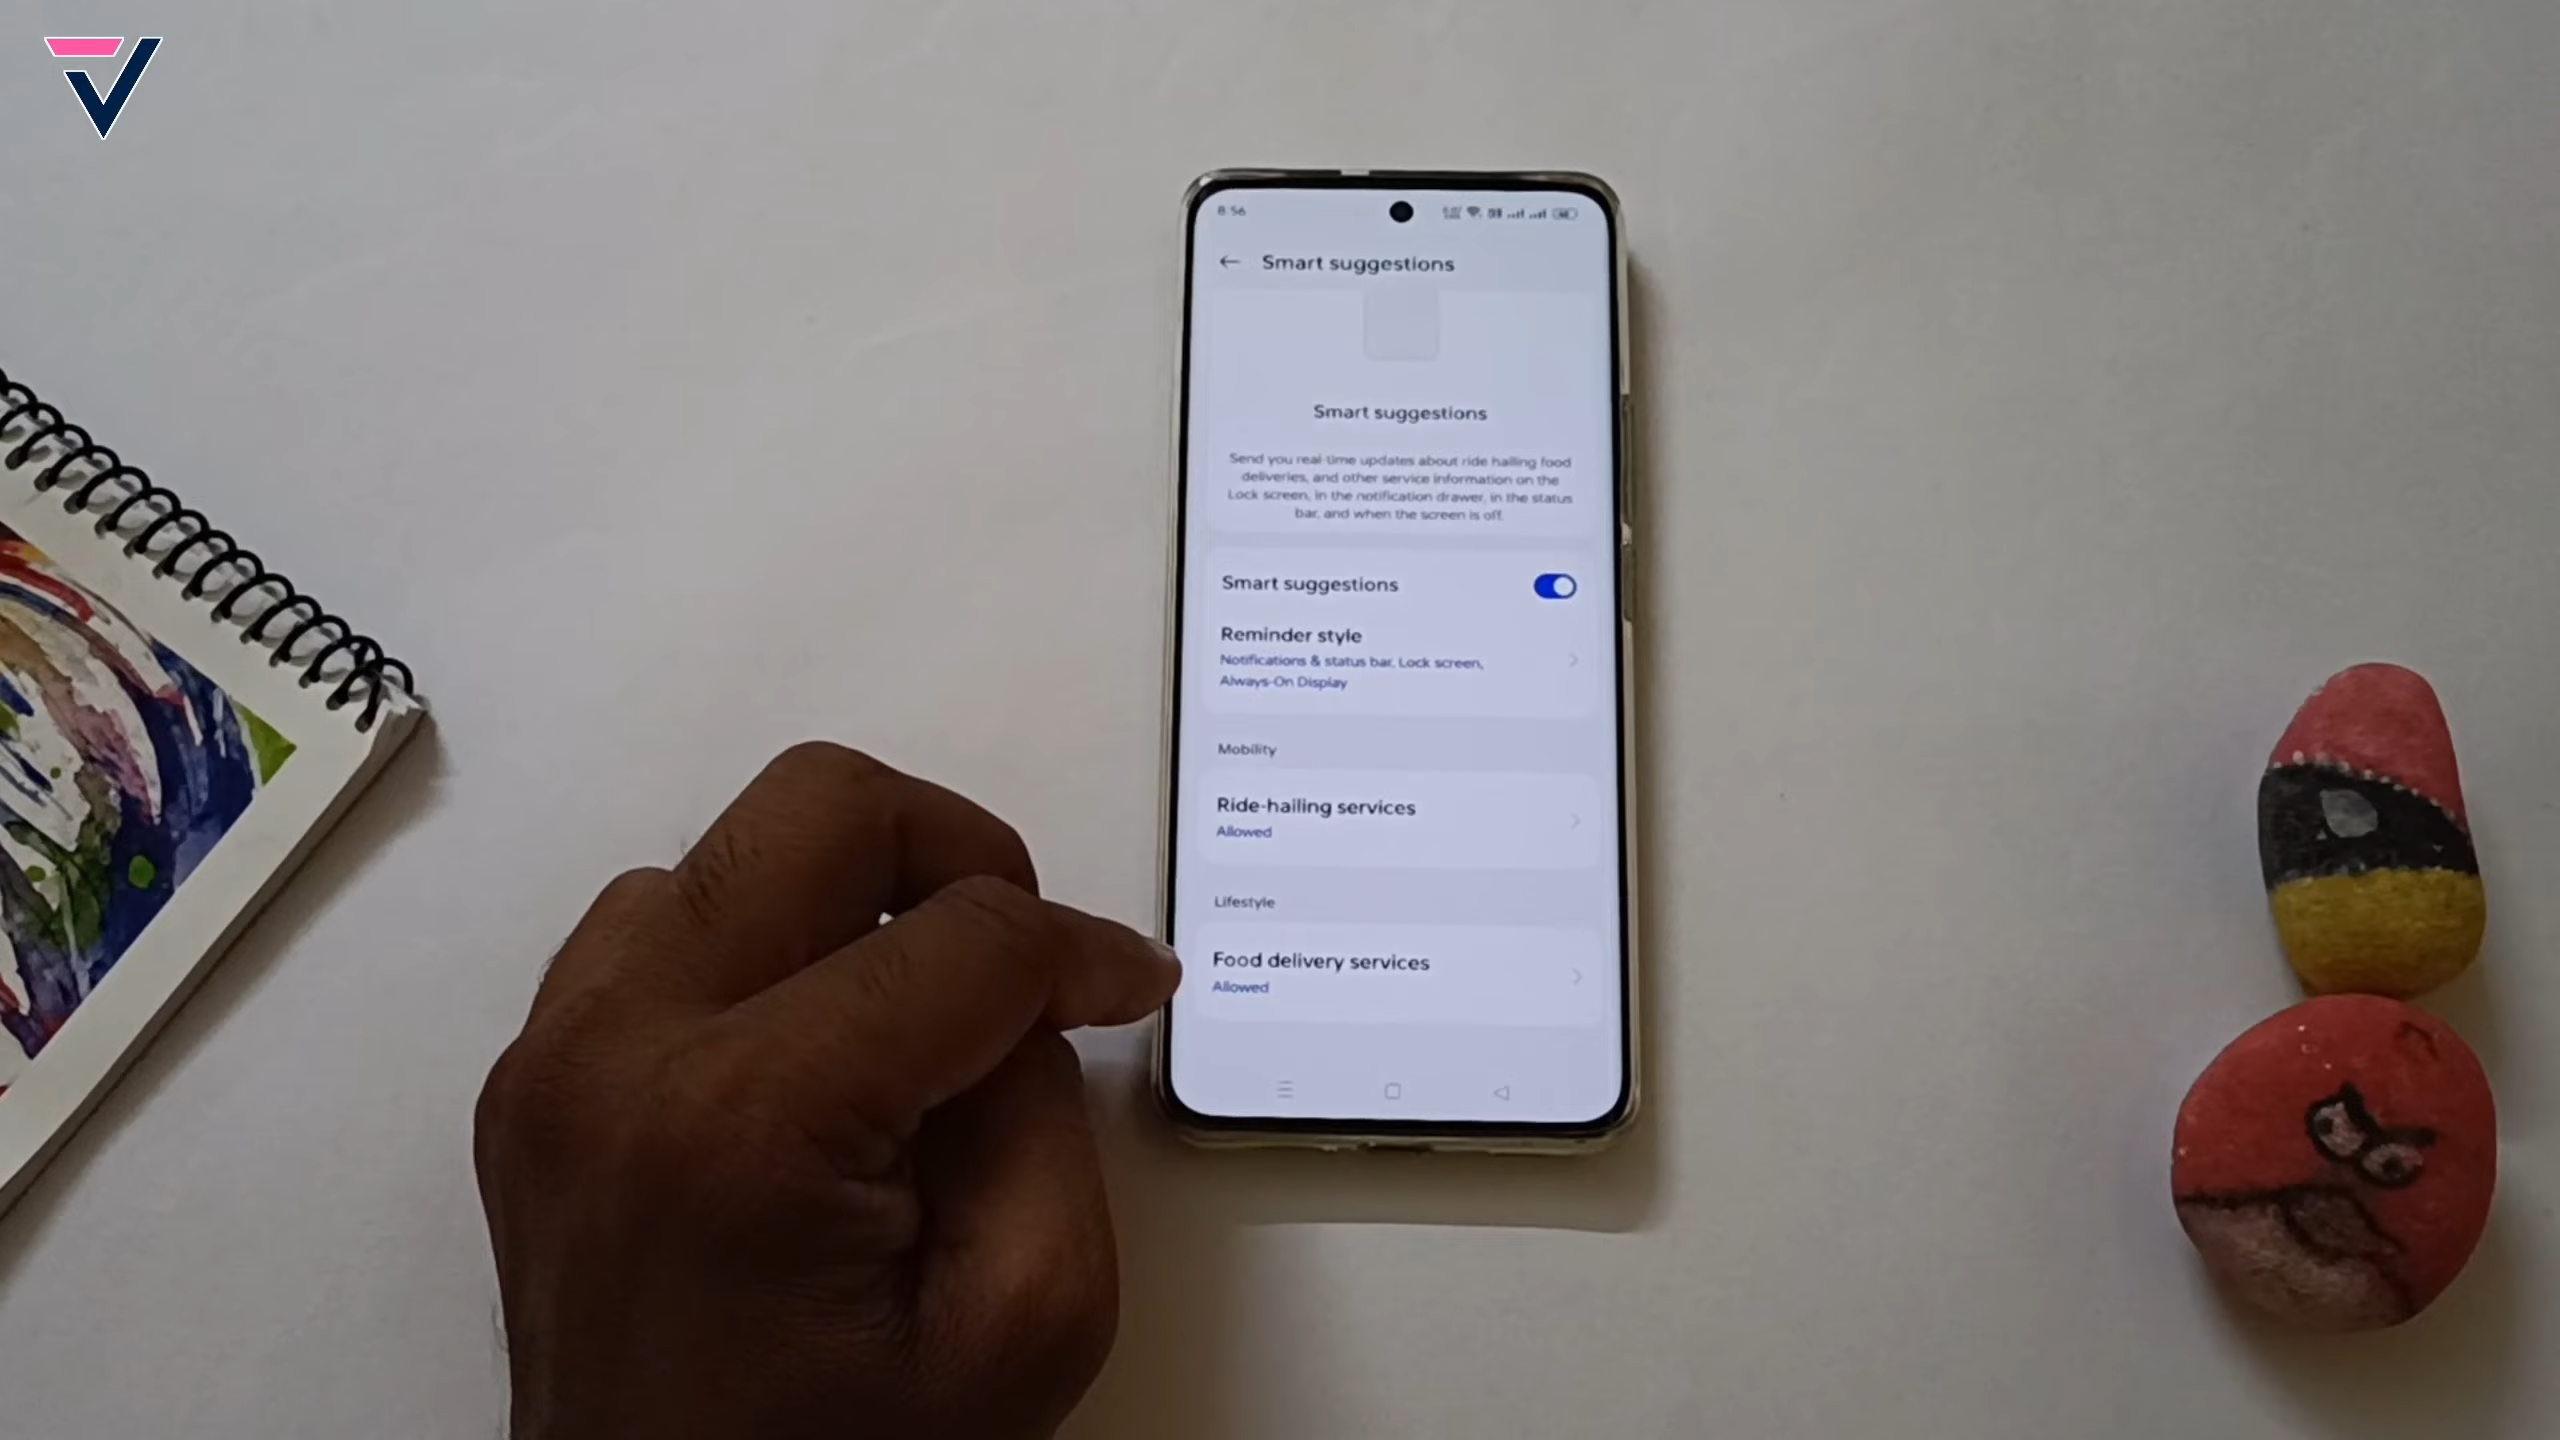 8:56
Smart suggestions
Smart suggestions
Send you real-time updates about ride hailing food
deliveries, and other service information on the
Lock screen, in the notification drawer, in the status
bar, and when the screen is off.
Smart suggestions
Reminder style
Notifications & status bar, Lock screen,
Always-On Display
Mobility
Ride-hailing services
Allowed
Lifestyle
Food delivery services
Allowed